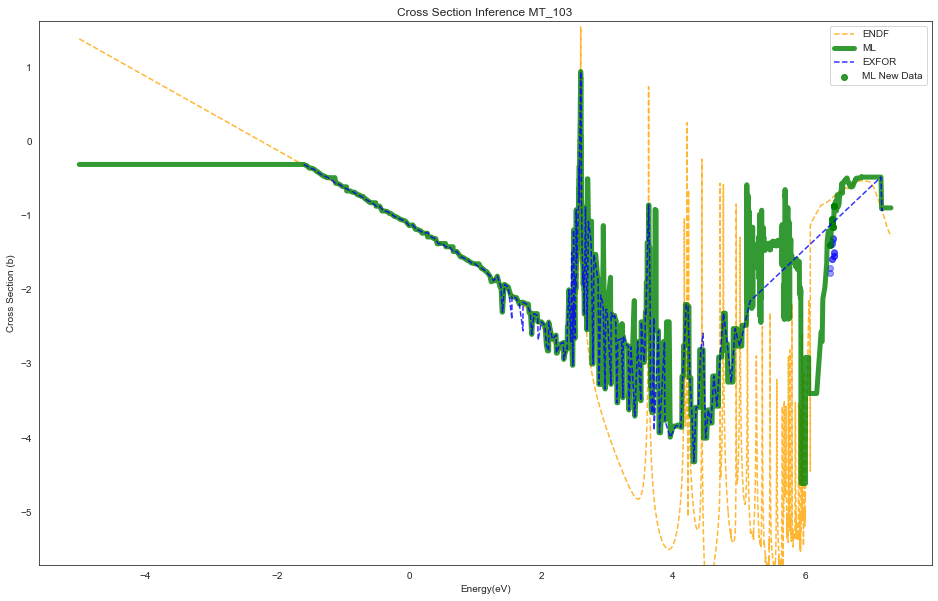 Cross Section Inference MT_103
ENDF
ML
EXFOR
ML New Data
Cross Section (b)
1
0
−1
−2
−3
−4
−5
−4
−2
0
2
4
6
Energy(eV)